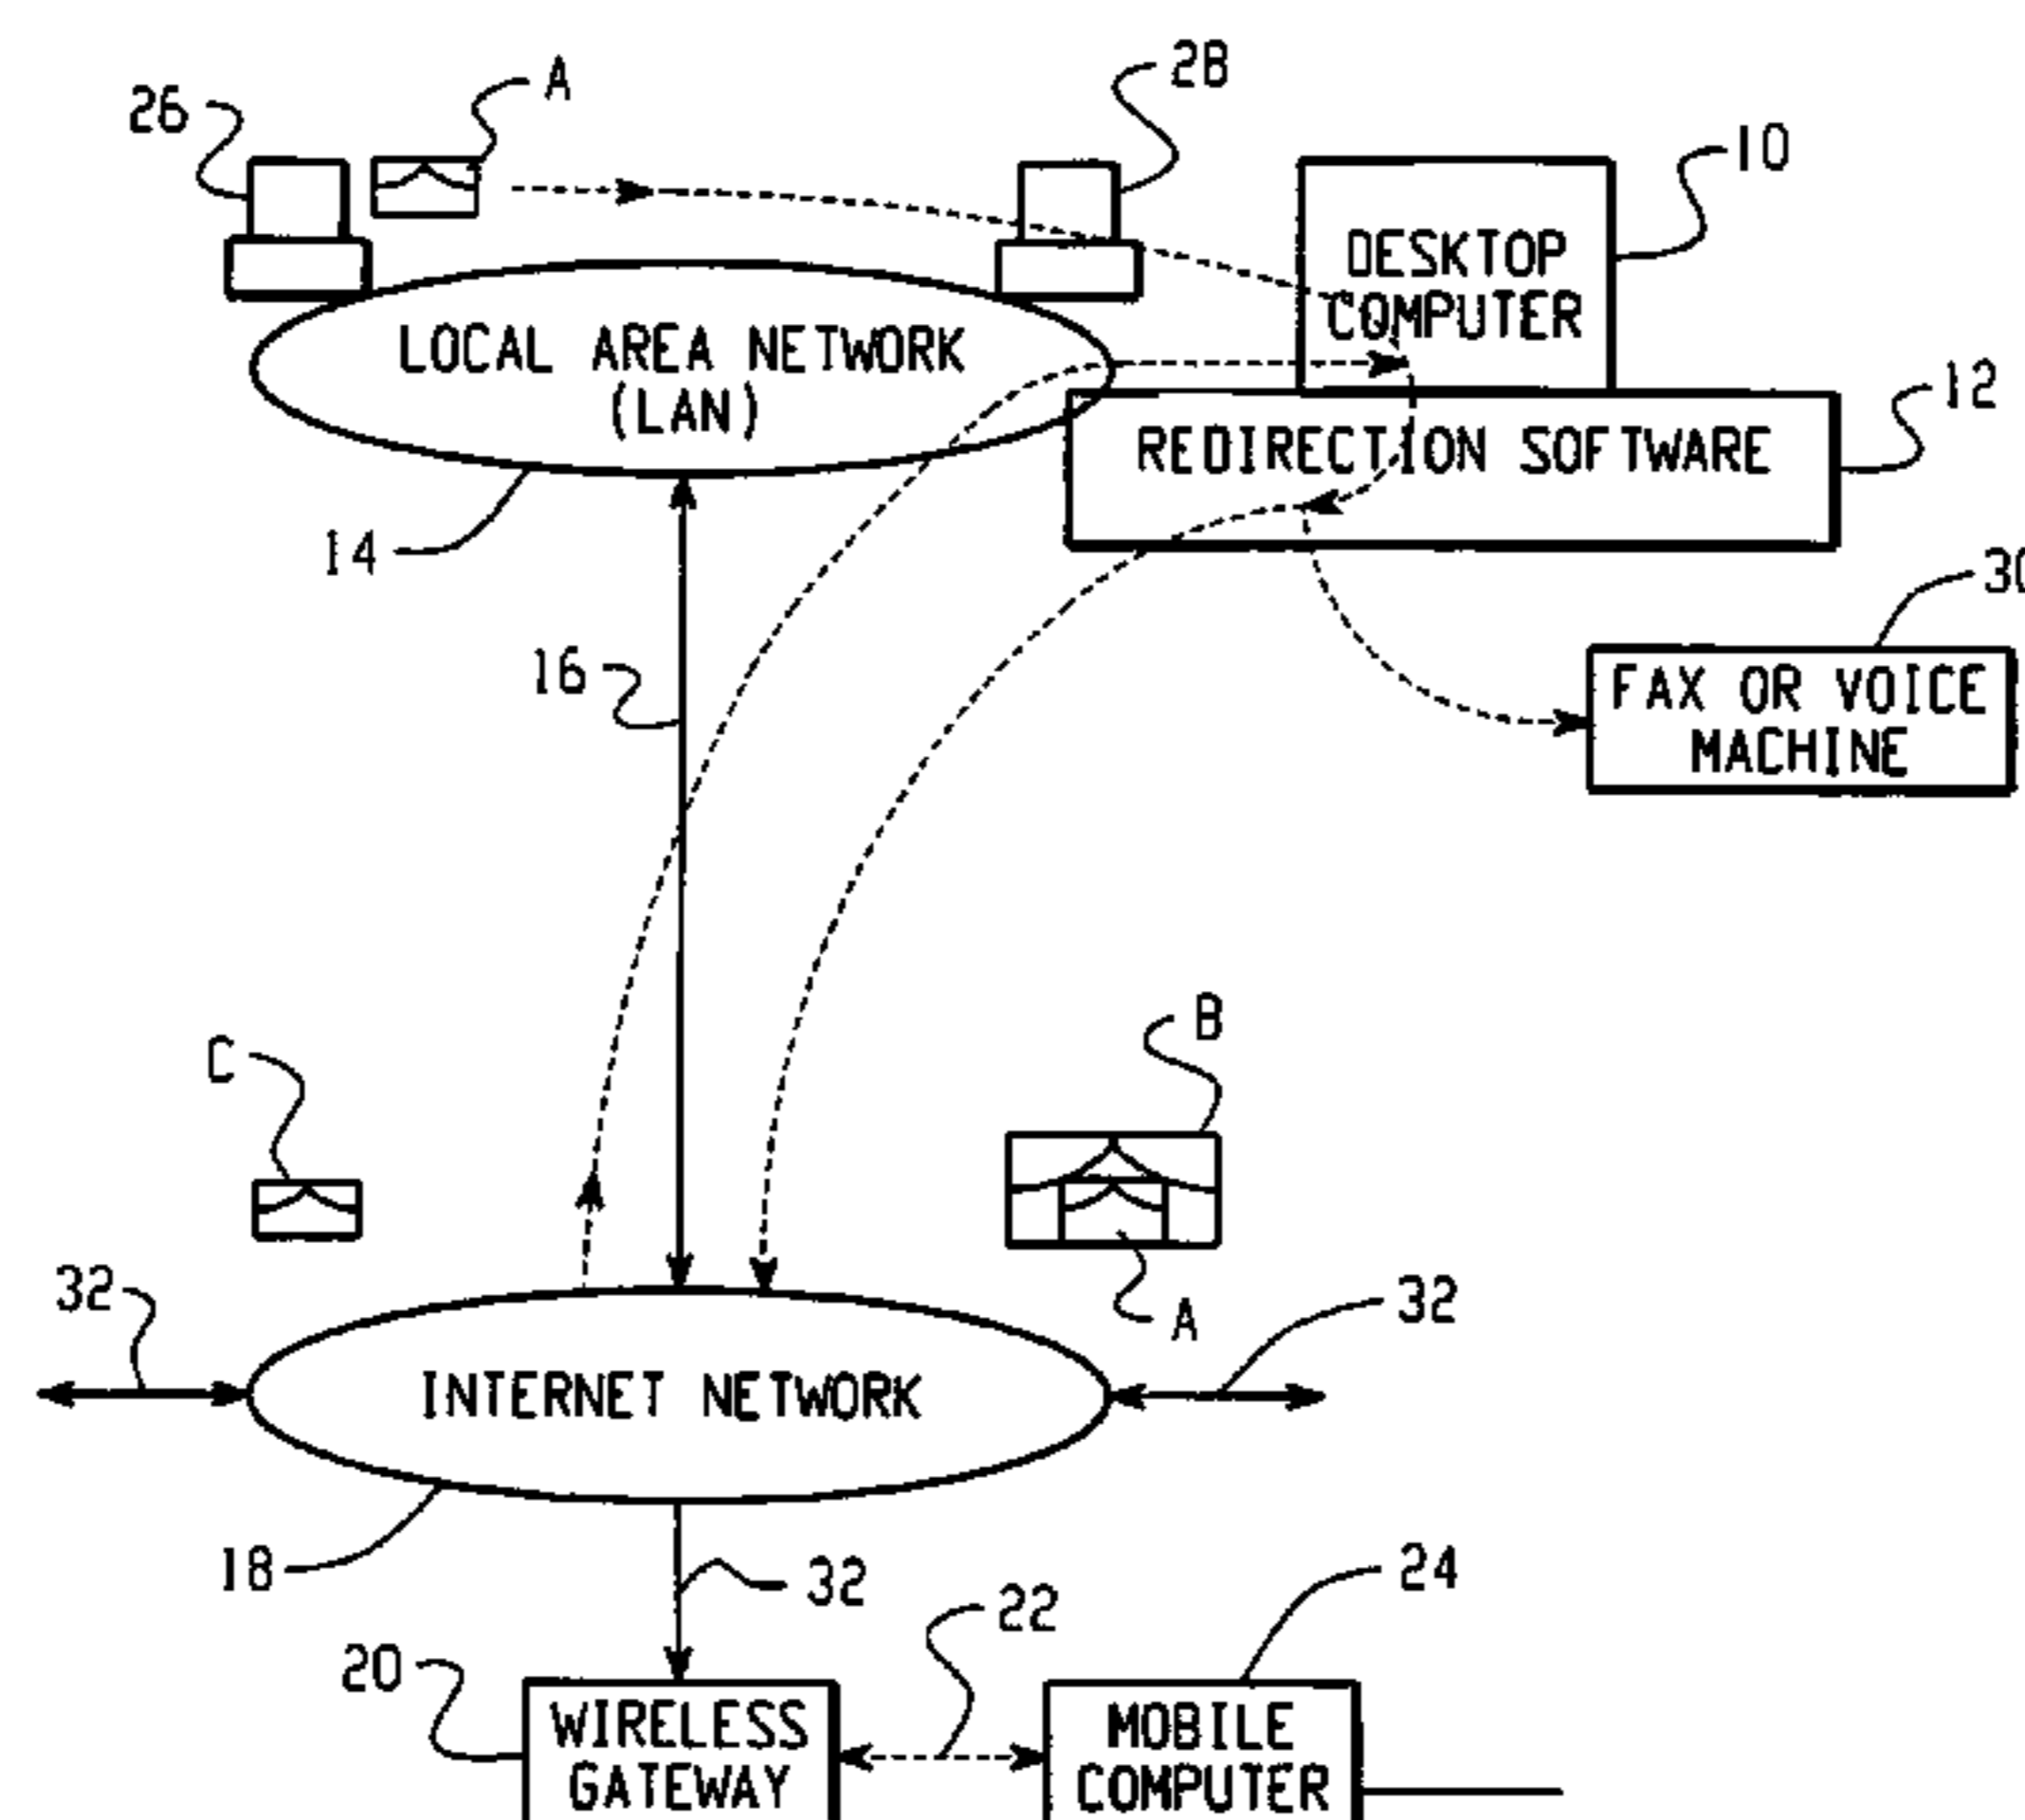 A
28
26
10
DESKTOP
COMPUTER
LOCAL AREA NETWORK
(LAN)
12
REDIRECTION SOFTWARE
14
30
16
FAX OR VOICE
MACHINE
B
C
32
32
A
INTERNET NETWORK
18
32
24
22
20
WIRELESS
GATEWAY
MOBILE
COMPUTER